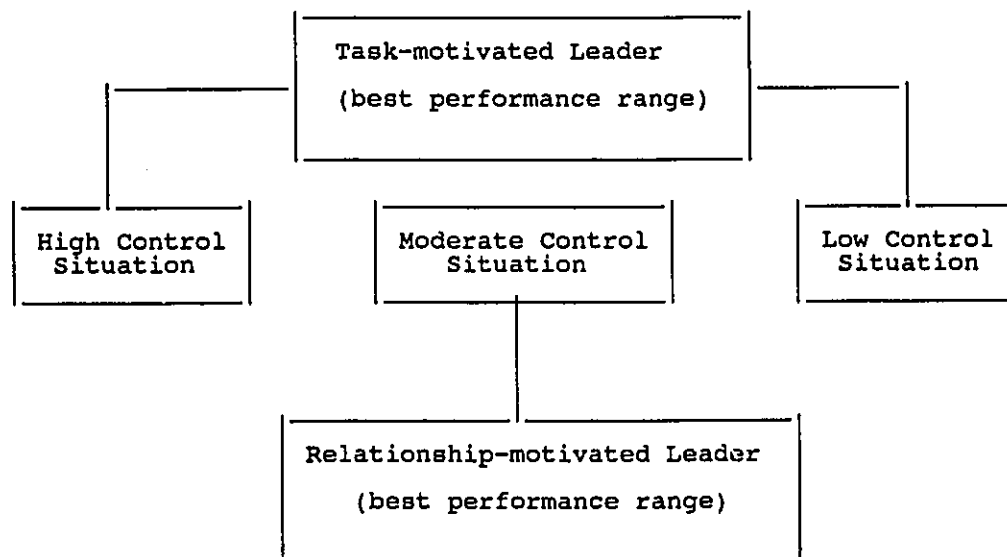 Task-motivated Leader
(best performance range)
High Control
Situation
Moderate Control
Situation
Low Control
Situation
Relationship-motivated Leader
(best performance range)